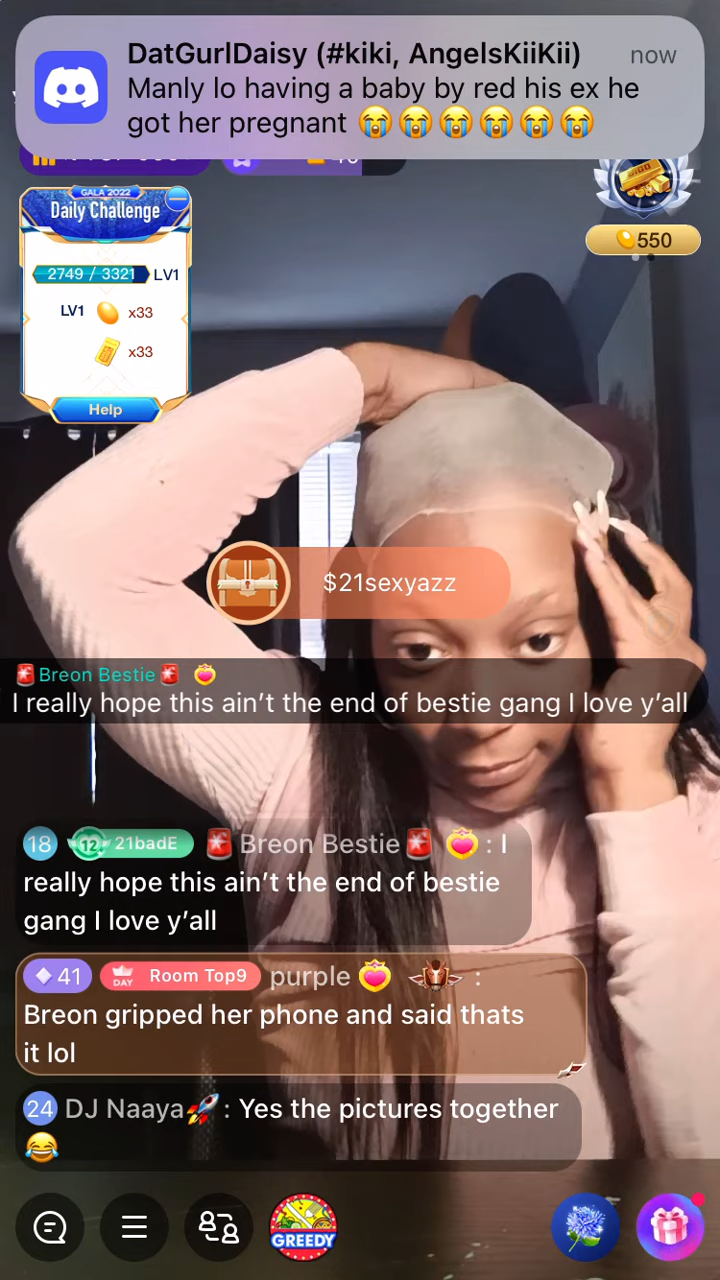 DatGurlDaisy (#kiki, AngelsKiiKii) now
Manly lo having a baby by red his ex he
got her pregnant 😭😭😭😭😭😭
GALA 2022
Daily Challenge
2749 / 3321 LV1
LV1 x33
x33
Help
550
$21sexyazz
🚨Breon Bestie🚨
I really hope this ain’t the end of bestie gang I love y’all
18 12 21badE 🚨Breon Bestie🚨 : I
really hope this ain’t the end of bestie
gang I love y’all
41 DAY Room Top9 purple :
Breon gripped her phone and said thats
it lol
24 DJ Naaya🚀 : Yes the pictures together
😂
GREEDY